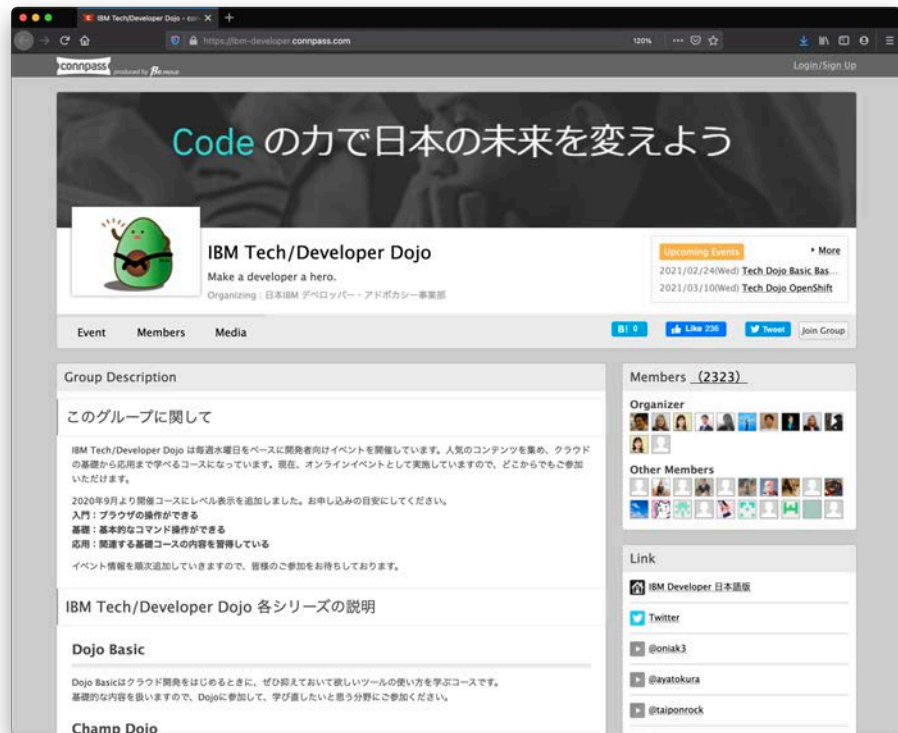 IBM Tech/Developer Dojo - con
https://ibm-developer.connpass.com
120%
connpass produced by Be PROUD
Login/Sign Up
Code の力で日本の未来を変えよう
IBM Tech/Developer Dojo
Make a developer a hero.
Organizing : 日本IBM デベロッパー・アドボカシー事業部
Upcoming Events
More
2021/02/24(Wed) Tech Dojo Basic Bas...
2021/03/10(Wed) Tech Dojo OpenShift
Event Members Media
B! 0
Like 236
Tweet
Join Group
Group Description
このグループに関して
IBM Tech/Developer Dojo は毎週水曜日をベースに開発者向けイベントを開催しています。人気のコンテンツを集め、クラウド
の基礎から応用まで学べるコースになっています。現在、オンラインイベントとして実施していますので、どこからでもご参加
いただけます。
2020年9月より開催コースにレベル表示を追加しました。お申し込みの目安にしてください。
入門：ブラウザの操作ができる
基礎：基本的なコマンド操作ができる
応用：関連する基礎コースの内容を習得している
イベント情報を順次追加していきますので、皆様のご参加をお待ちしております。
IBM Tech/Developer Dojo 各シリーズの説明
Dojo Basic
Dojo Basicはクラウド開発をはじめるときに、ぜひ抑えておいて欲しいツールの使い方を学ぶコースです。
基礎的な内容を扱いますので、Dojoに参加して、学び直したいと思う分野にご参加ください。
Champ Dojo
Members （2323）
Organizer
Other Members
Link
IBM Developer 日本語版
Twitter
@oniak3
@ayatokura
@taiponrock